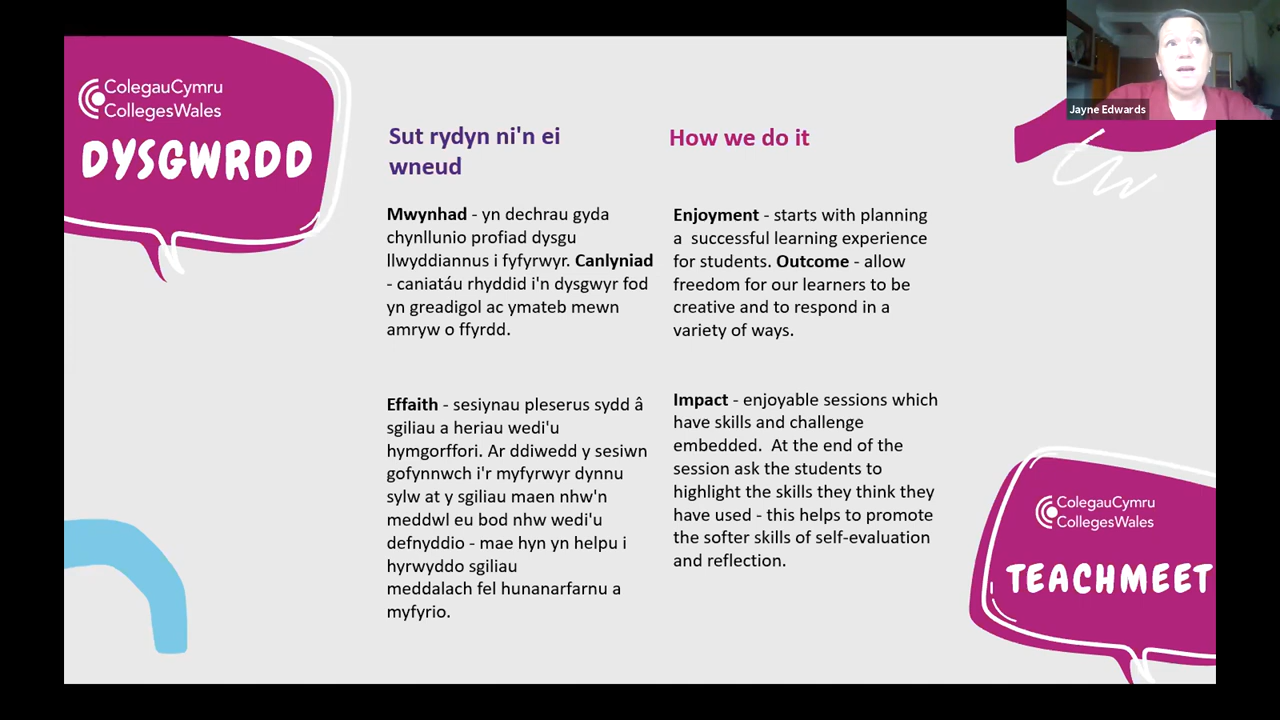 Jayne Edwards
ColegauCymru
CollegesWales
DYSGWRDD
Sut rydyn ni'n ei
wneud
Mwynhad - yn dechrau gyda
chynllunio profiad dysgu
llwyddiannus i fyfyrwyr. Canlyniad
- caniatáu rhyddid i'n dysgwyr fod
yn greadigol ac ymateb mewn
amryw o ffyrdd.
Effaith - sesiynau pleserus sydd â
sgiliau a heriau wedi'u
hymgorffori. Ar ddiwedd y sesiwn
gofynnwch i'r myfyrwyr dynnu
sylw at y sgiliau maen nhw'n
meddwl eu bod nhw wedi'u
defnyddio - mae hyn yn helpu i
hyrwyddo sgiliau
meddalach fel hunanarfarnu a
myfyrio.
How we do it
Enjoyment - starts with planning
a  successful learning experience
for students. Outcome - allow
freedom for our learners to be
creative and to respond in a
variety of ways.
Impact - enjoyable sessions which
have skills and challenge
embedded.  At the end of the
session ask the students to
highlight the skills they think they
have used - this helps to promote
the softer skills of self-evaluation
and reflection.
ColegauCymru
CollegesWales
TEACHMEET